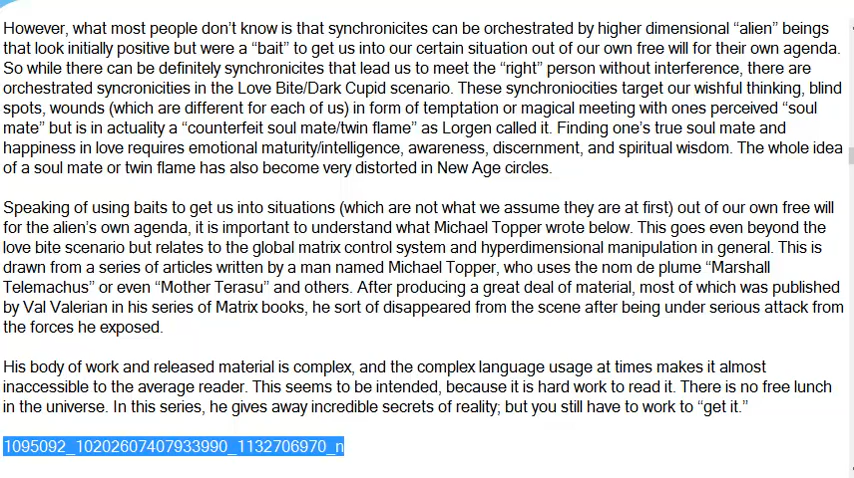 However, what most people don’t know is that synchronicites can be orchestrated by higher dimensional “alien” beings
that look initially positive but were a “bait” to get us into our certain situation out of our own free will for their own agenda.
So while there can be definitely synchronicites that lead us to meet the “right” person without interference, there are
orchestrated syncronicities in the Love Bite/Dark Cupid scenario. These synchroniocities target our wishful thinking, blind
spots, wounds (which are different for each of us) in form of temptation or magical meeting with ones perceived “soul
mate” but is in actuality a “counterfeit soul mate/twin flame” as Lorgen called it. Finding one’s true soul mate and
happiness in love requires emotional maturity/intelligence, awareness, discernment, and spiritual wisdom. The whole idea
of a soul mate or twin flame has also become very distorted in New Age circles.
Speaking of using baits to get us into situations (which are not what we assume they are at first) out of our own free will
for the alien’s own agenda, it is important to understand what Michael Topper wrote below. This goes even beyond the
love bite scenario but relates to the global matrix control system and hyperdimensional manipulation in general. This is
drawn from a series of articles written by a man named Michael Topper, who uses the nom de plume “Marshall
Telemachus” or even “Mother Terasu” and others. After producing a great deal of material, most of which was published
by Val Valerian in his series of Matrix books, he sort of disappeared from the scene after being under serious attack from
the forces he exposed.
His body of work and released material is complex, and the complex language usage at times makes it almost
inaccessible to the average reader. This seems to be intended, because it is hard work to read it. There is no free lunch
in the universe. In this series, he gives away incredible secrets of reality; but you still have to work to “get it.”
1095092_10202607407933990_1132706970_n